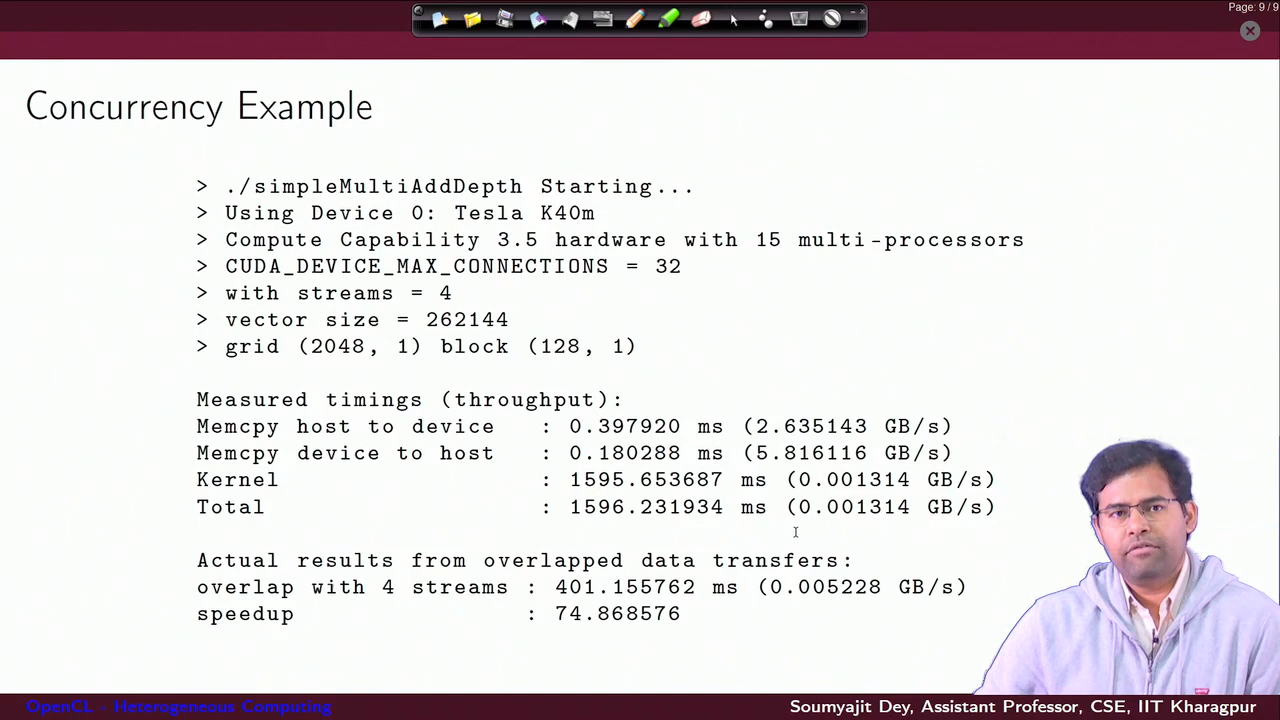 Page: 9 / 9
Concurrency Example
> ./simpleMultiAddDepth Starting...
> Using Device 0: Tesla K40m
> Compute Capability 3.5 hardware with 15 multi-processors
> CUDA_DEVICE_MAX_CONNECTIONS = 32
> with streams = 4
> vector size = 262144
> grid (2048, 1) block (128, 1)
Measured timings (throughput):
Memcpy host to device : 0.397920 ms (2.635143 GB/s)
Memcpy device to host : 0.180288 ms (5.816116 GB/s)
Kernel : 1595.653687 ms (0.001314 GB/s)
Total : 1596.231934 ms (0.001314 GB/s)
Actual results from overlapped data transfers:
overlap with 4 streams : 401.155762 ms (0.005228 GB/s)
speedup : 74.868576
OpenCL - Heterogeneous Computing
Soumyajit Dey, Assistant Professor, CSE, IIT Kharagpur